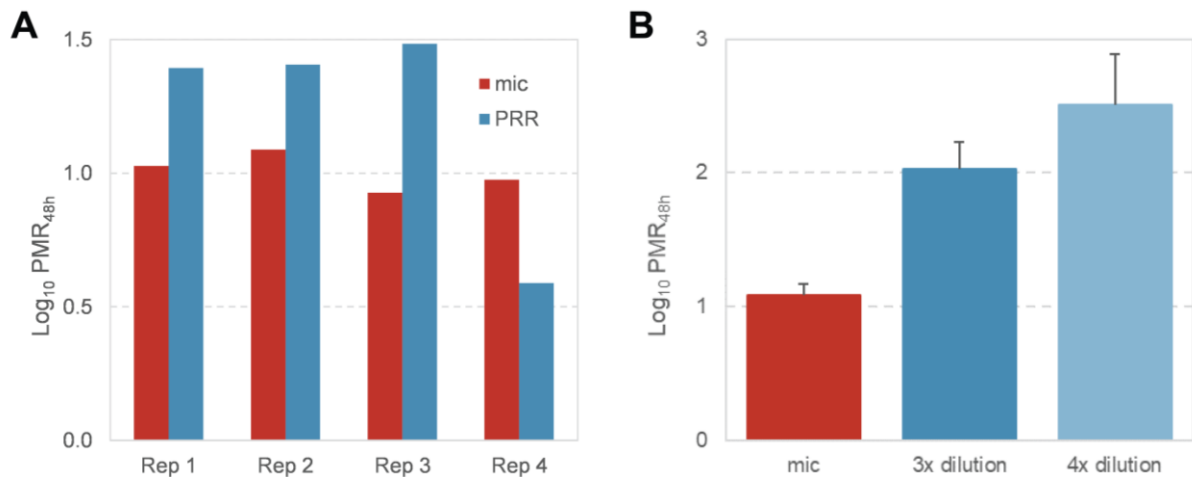 A
Log10 PMR48h
1.5
1.0
0.5
0.0
mic
PRR
Rep 1 Rep 2 Rep 3 Rep 4
B
Log10 PMR48h
3
2
1
0
mic 3x dilution 4x dilution